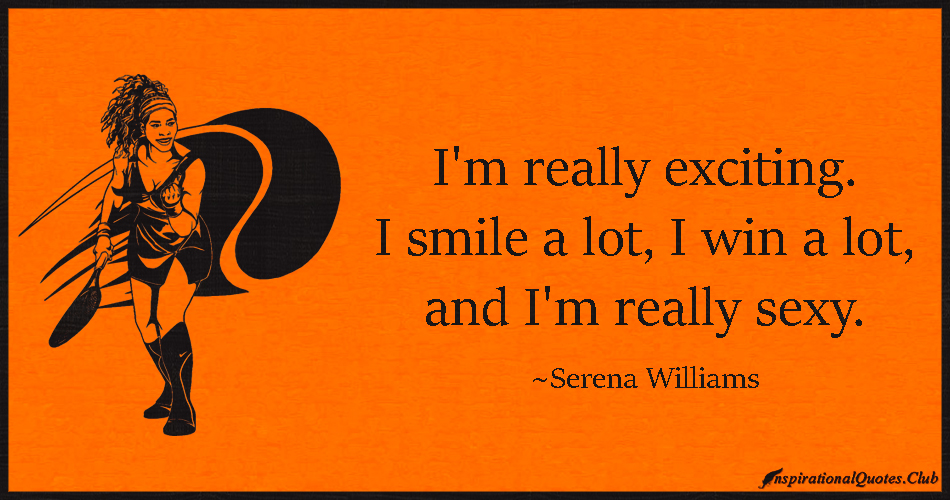 I'm really exciting.
I smile a lot, I win a lot,
and I'm really sexy.
~Serena Williams
InspirationalQuotes.Club